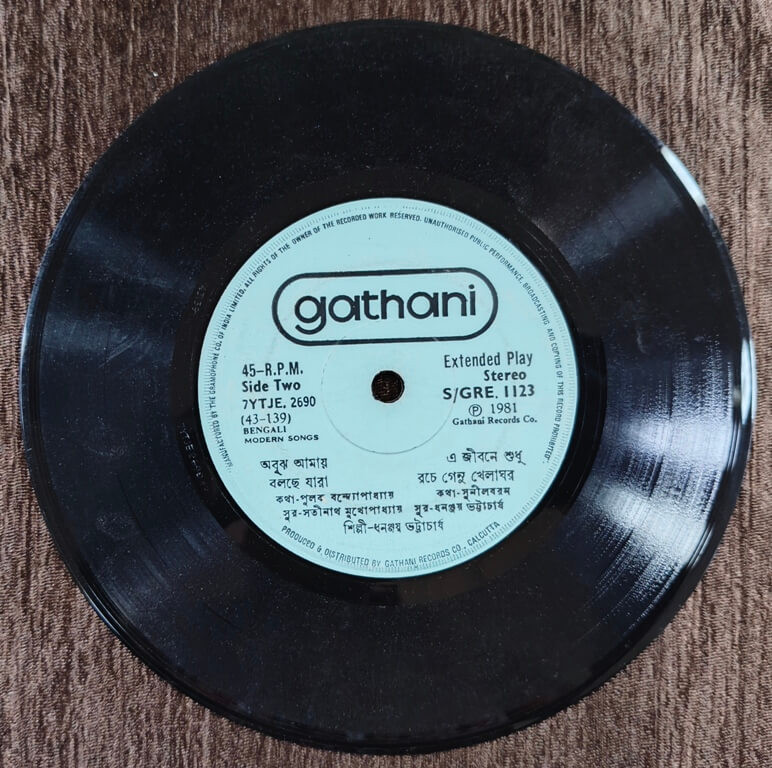 MANUFACTURED BY THE GRAMOPHONE CO. OF INDIA LIMITED. ALL RIGHTS OF THE OWNER OF THE RECORDED WORK RESERVED. UNAUTHORISED PUBLIC PERFORMANCE, BROADCASTING AND COPYING OF THIS RECORD PROHIBITED.
gathani
45-R.P.M.
Side Two
7YTJE, 2690
(43-139)
BENGALI
MODERN SONGS
Extended Play
Stereo
S/GRE. 1123
Ⓟ 1981
Gathani Records Co.
অবুঝ আমায়
বলছে যারা
কথা-পুলক বন্দ্যোপাধ্যায়
সুর-সতীনাথ মুখোপাধ্যায়
এ জীবনে শুধু
রচে গেনু খেলাঘর
কথা-সুনীলবরন
সুর-ধনঞ্জয় ভট্টাচার্য
শিল্পী-ধনঞ্জয় ভট্টাচার্য
PRODUCED & DISTRIBUTED BY GATHANI RECORDS CO., CALCUTTA